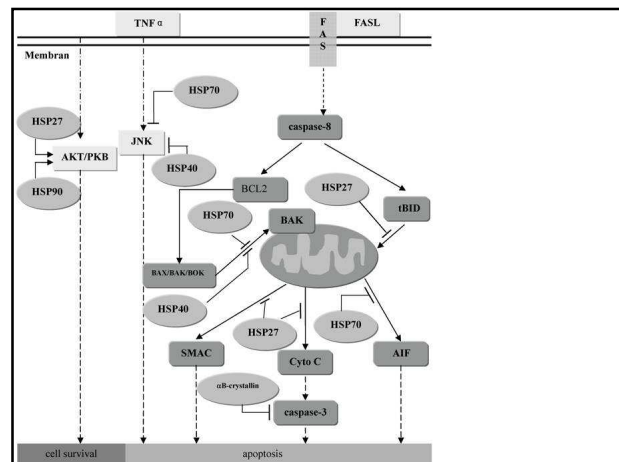 TNF α
FAS
FASL
Membran
HSP70
HSP27
caspase-8
JNK
AKT/PKB
HSP40
HSP90
BCL2
HSP27
tBID
HSP70
BAK
BAX/BAK/BOK
HSP40
HSP27
HSP70
SMAC
Cyto C
AIF
αB-crystallin
caspase-3
cell survival
apoptosis